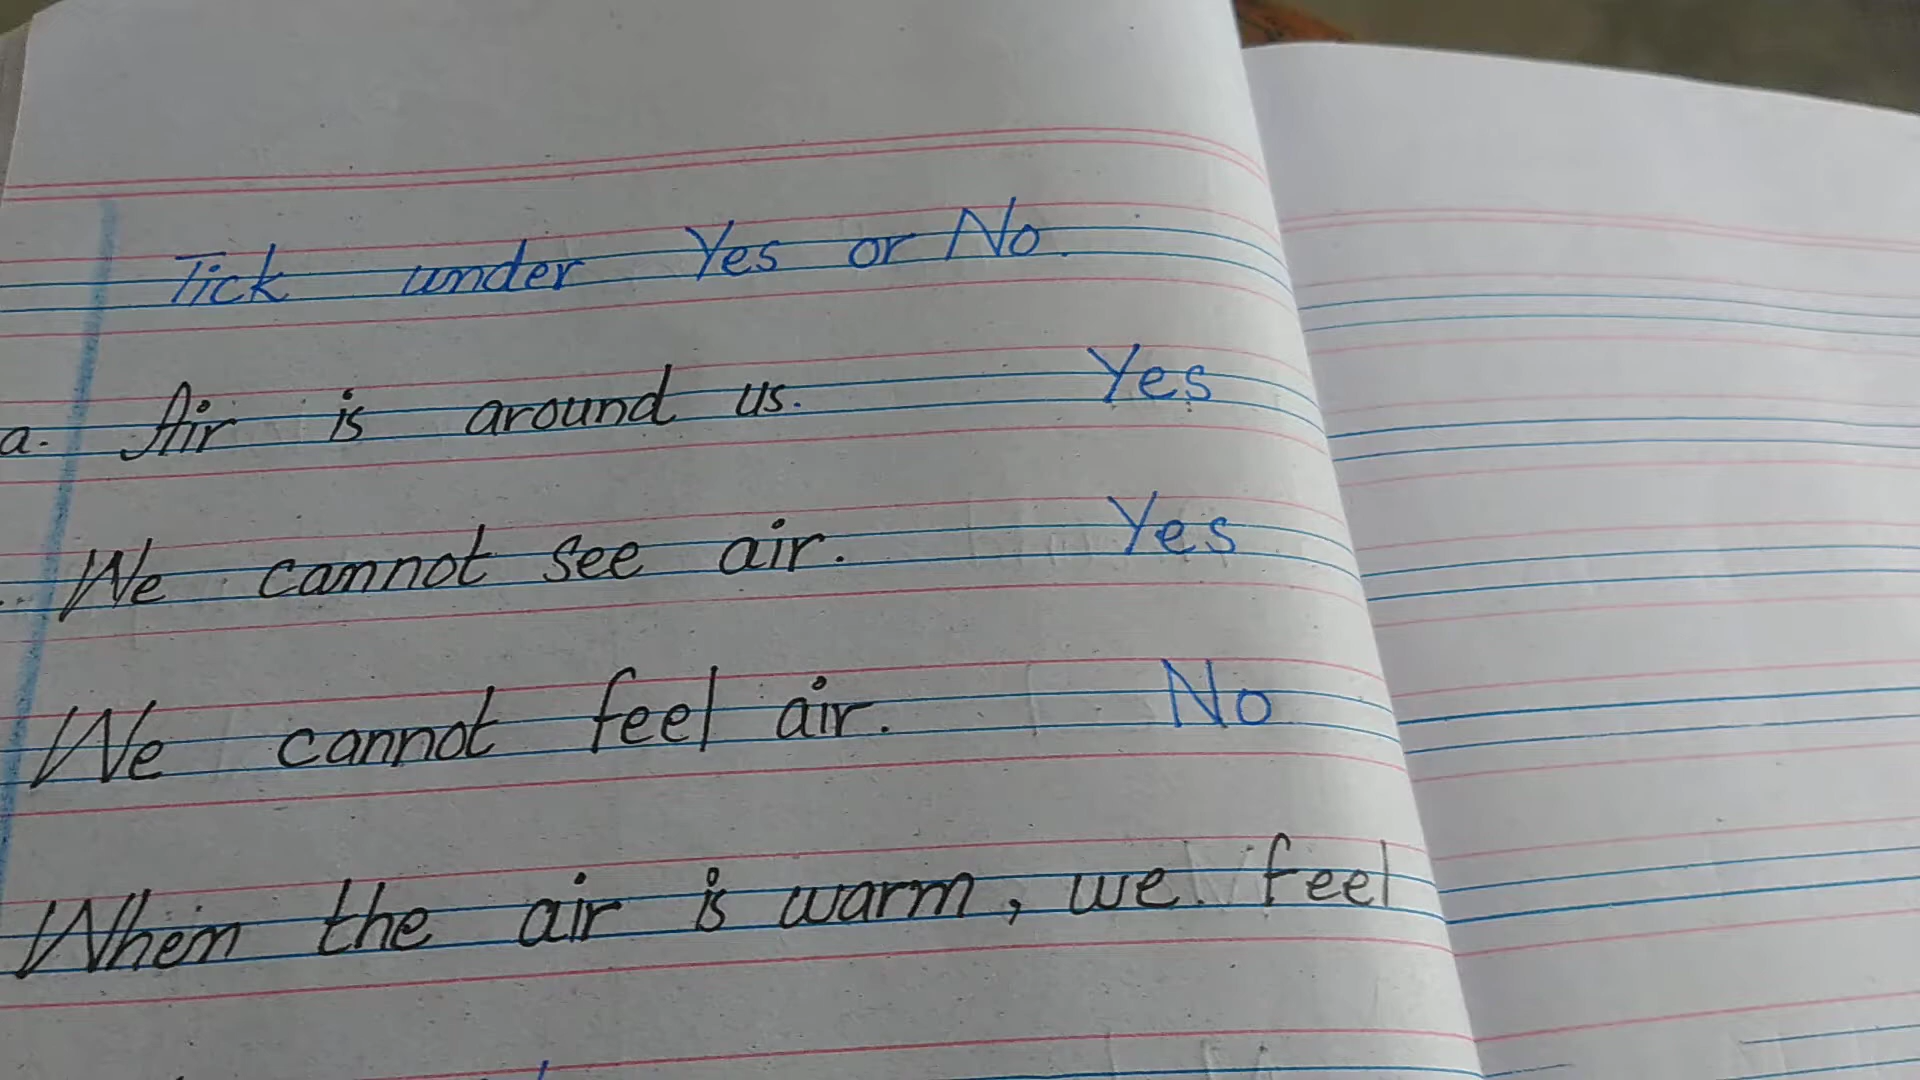 Tick under Yes or No.
a. Air is around us. Yes
We cannot see air. Yes
We cannot feel air. No
When the air is warm, we feel